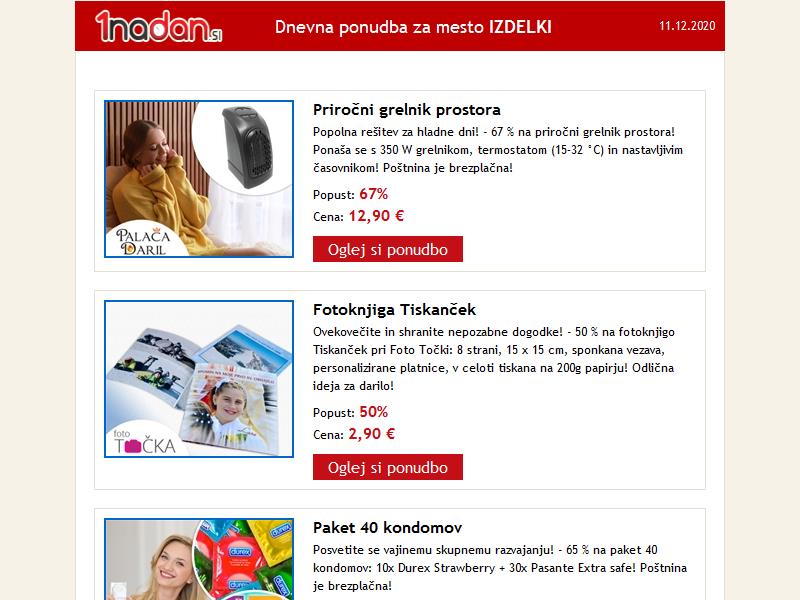 1nadan.si
Dnevna ponudba za mesto IZDELKI
11.12.2020
Priročni grelnik prostora
Popolna rešitev za hladne dni! - 67 % na priročni grelnik prostora!
Ponaša se s 350 W grelnikom, termostatom (15-32 °C) in nastavljivim
časovnikom! Poštnina je brezplačna!
Popust: 67%
Cena: 12,90 €
Oglej si ponudbo
PALAČA
DARIL
Fotoknjiga Tiskanček
Ovekovečite in shranite nepozabne dogodke! - 50 % na fotoknjigo
Tiskanček pri Foto Točki: 8 strani, 15 x 15 cm, sponkana vezava,
personalizirane platnice, v celoti tiskana na 200g papirju! Odlična
ideja za darilo!
Popust: 50%
Cena: 2,90 €
Oglej si ponudbo
foto
TOČKA
Paket 40 kondomov
Posvetite se vajinemu skupnemu razvajanju! - 65 % na paket 40
kondomov: 10x Durex Strawberry + 30x Pasante Extra safe! Poštnina
je brezplačna!
durex
durex
durex